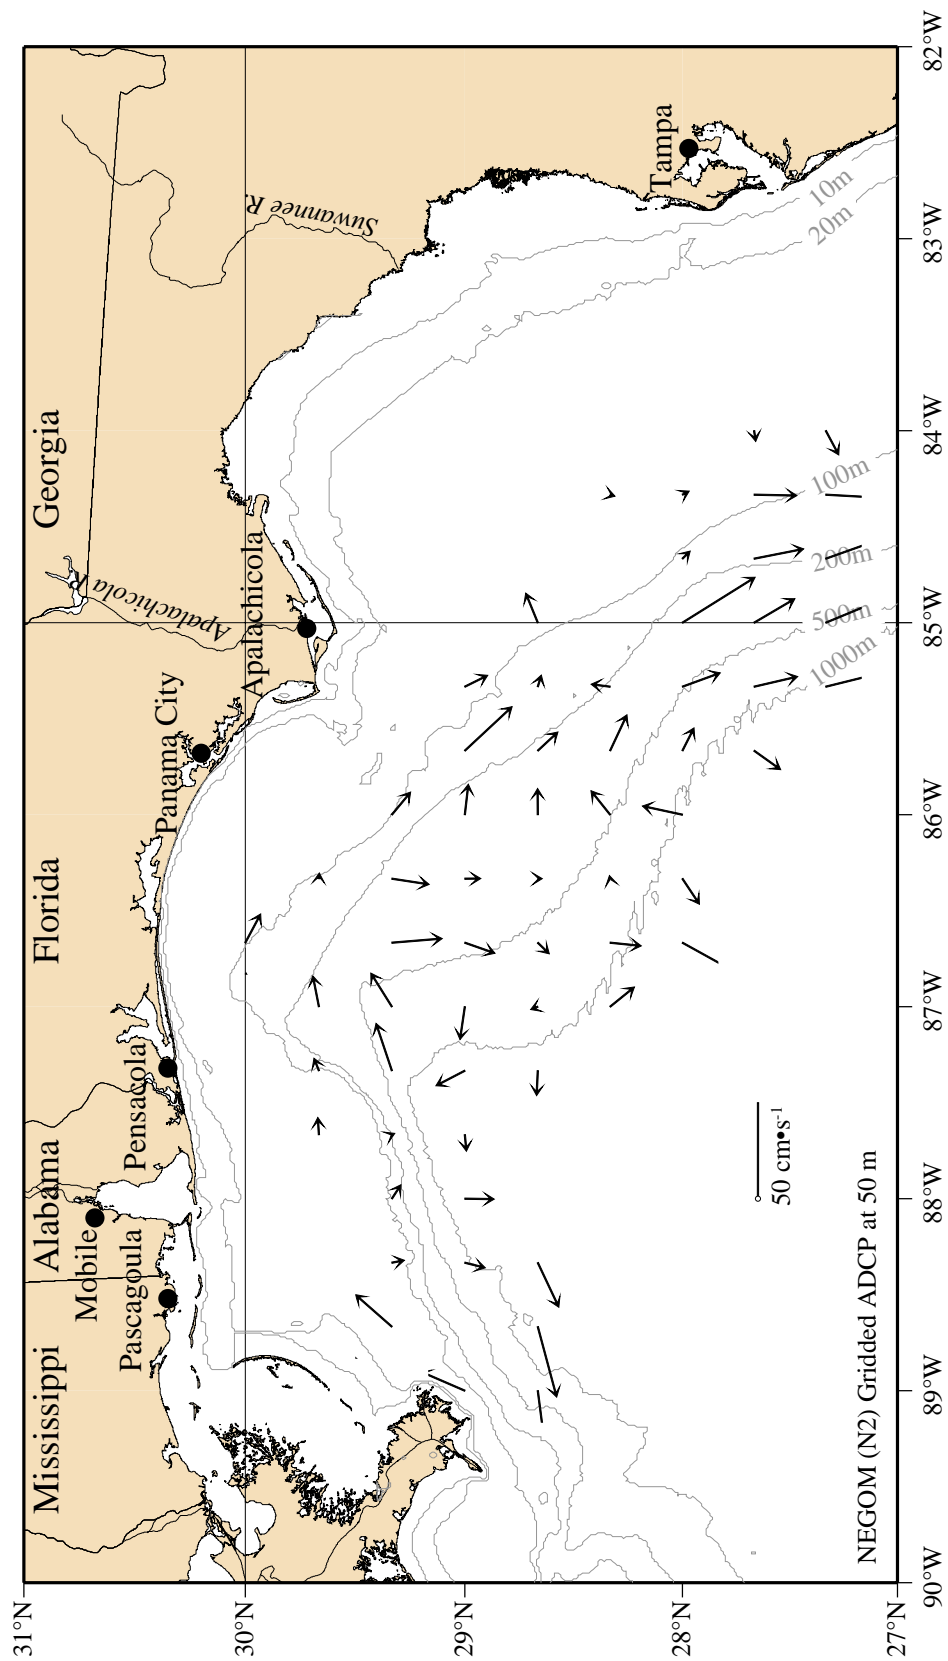 Mississippi
Alabama
Florida
Georgia
Mobile
Pascagoula
Pensacola
Panama City
Apalachicola
Apalachicola R.
Suwannee R.
Tampa
10m
20m
100m
200m
500m
1000m
50 cm•s-1
NEGOM (N2) Gridded ADCP at 50 m
31°N
30°N
29°N
28°N
27°N
90°W
89°W
88°W
87°W
86°W
85°W
84°W
83°W
82°W